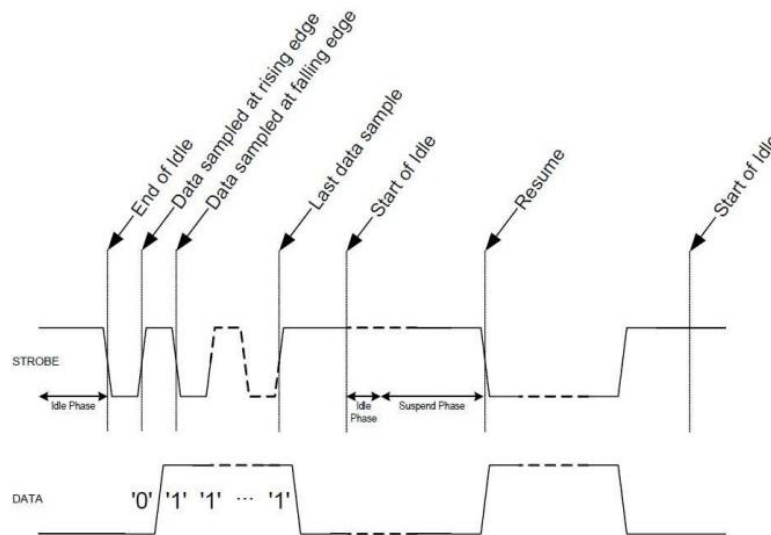 End of Idle
Data sampled at rising edge
Data sampled at falling edge
Last data sample
Start of Idle
Resume
Start of Idle
STROBE
Idle Phase
Idle
Phase
Suspend Phase
DATA
'0' '1' '1' ... '1'